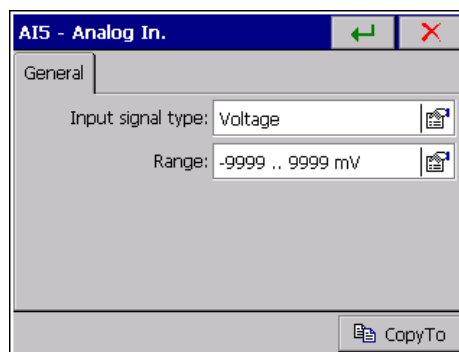 AI5 - Analog In.
General
Input signal type: Voltage
Range: -9999 .. 9999 mV
CopyTo